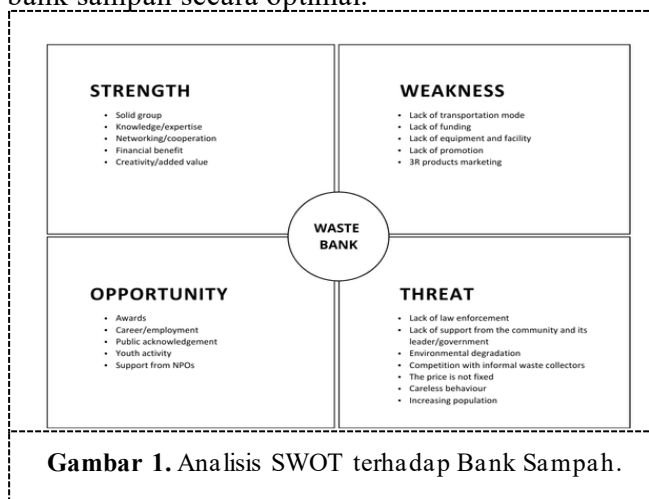 bank sampah secara optimal.
STRENGTH
• Solid group
• Knowledge/expertise
• Networking/cooperation
• Financial benefit
• Creativity/added value
WEAKNESS
• Lack of transportation mode
• Lack of funding
• Lack of equipment and facility
• Lack of promotion
• 3R products marketing
WASTE
BANK
OPPORTUNITY
• Awards
• Career/employment
• Public acknowledgement
• Youth activity
• Support from NPOs
THREAT
• Lack of law enforcement
• Lack of support from the community and its
leader/government
• Environmental degradation
• Competition with informal waste collectors
• The price is not fixed
• Careless behaviour
• Increasing population
Gambar 1. Analisis SWOT terhadap Bank Sampah.